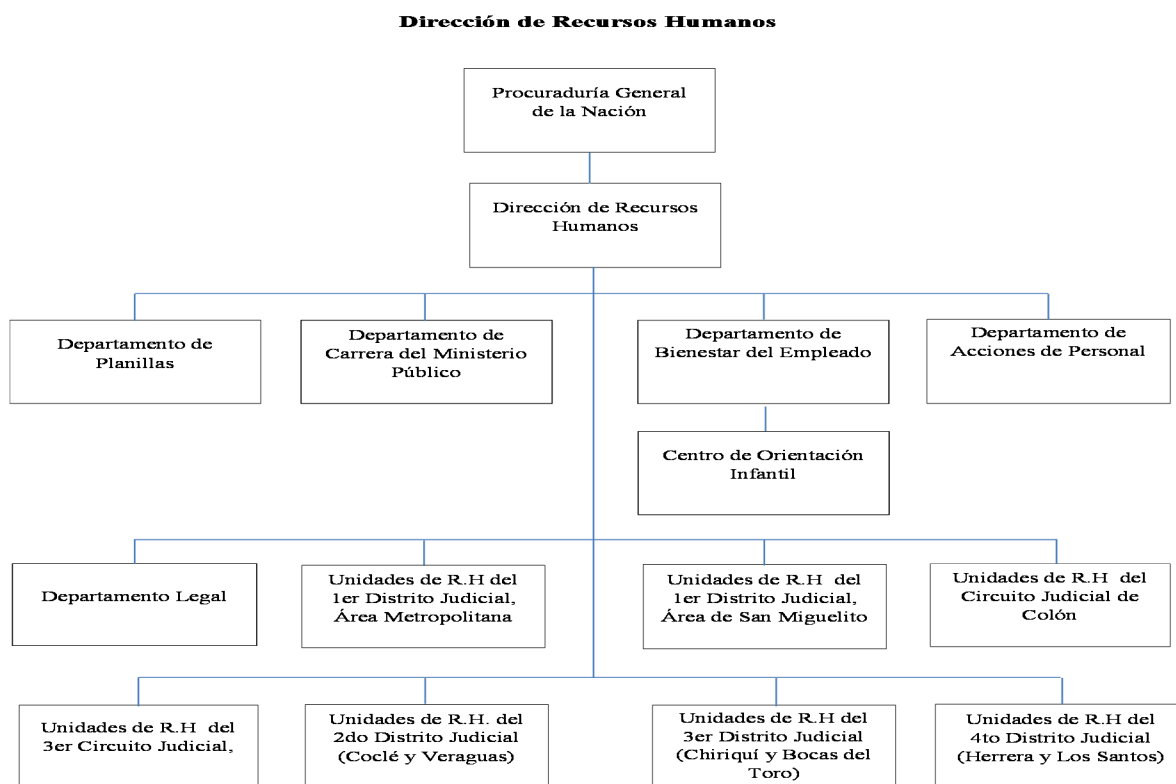 Dirección de Recursos Humanos
Procuraduría General
de la Nación
Dirección de Recursos
Humanos
Departamento de
Planillas
Departamento de
Carrera del Ministerio
Público
Departamento de
Bienestar del Empleado
Departamento de
Acciones de Personal
Centro de Orientación
Infantil
Departamento Legal
Unidades de R.H del
1er Distrito Judicial,
Área Metropolitana
Unidades de R.H del
1er Distrito Judicial,
Área de San Miguelito
Unidades de R.H del
Circuito Judicial de
Colón
Unidades de R.H del
3er Circuito Judicial,
Unidades de R.H. del
2do Distrito Judicial
(Coclé y Veraguas)
Unidades de R.H del
3er Distrito Judicial
(Chiriquí y Bocas del
Toro)
Unidades de R.H del
4to Distrito Judicial
(Herrera y Los Santos)